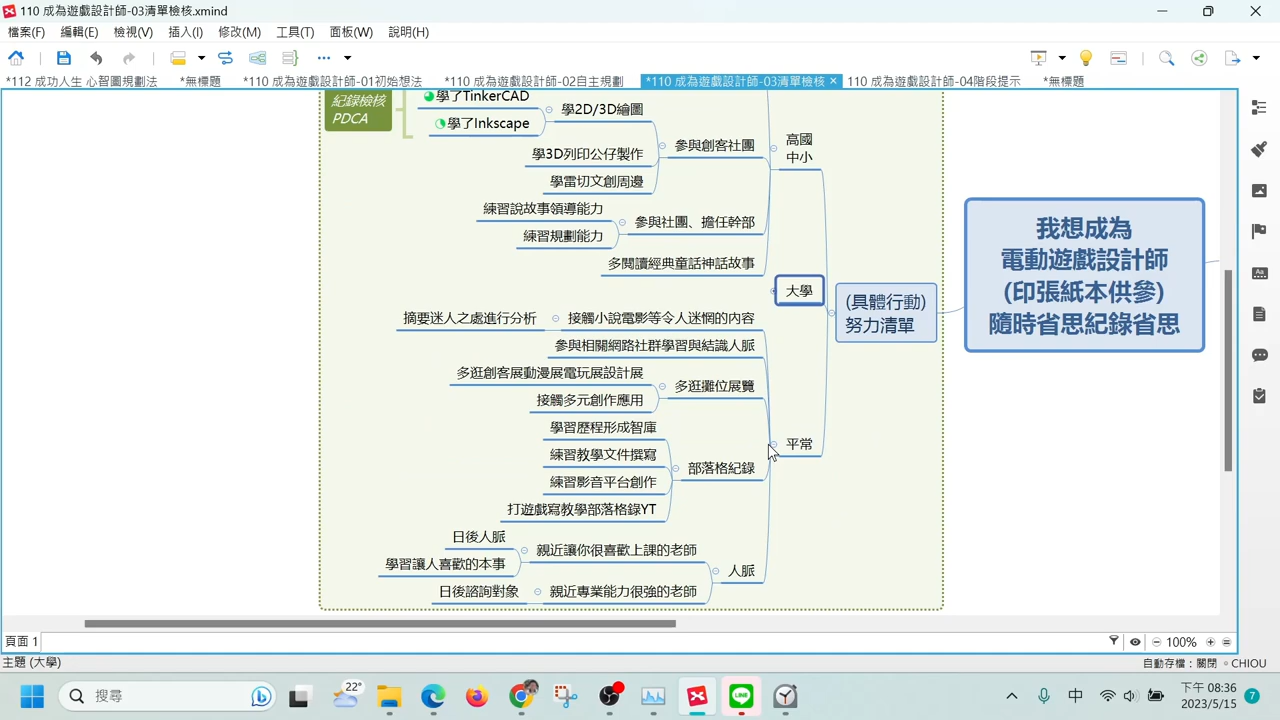 110 成為遊戲設計師-03清單檢核.xmind
檔案(F) 編輯(E) 檢視(V) 插入(I) 修改(M) 工具(T) 面板(W) 說明(H)
*112 成功人生 心智圖規劃法 *無標題 *110 成為遊戲設計師-01初始想法 *110 成為遊戲設計師-02自主規劃 *110 成為遊戲設計師-03清單檢核 110 成為遊戲設計師-04階段提示 *無標題
紀錄檢核
PDCA
學了TinkerCAD
學了Inkscape
學2D/3D繪圖
學3D列印公仔製作
學雷切文創周邊
參與創客社團
高國
中小
練習說故事領導能力
練習規劃能力
參與社團、擔任幹部
多閱讀經典童話神話故事
大學
(具體行動)
努力清單
我想成為
電動遊戲設計師
(印張紙本供參)
隨時省思紀錄省思
摘要迷人之處進行分析
接觸小說電影等令人迷惘的內容
參與相關網路社群學習與結識人脈
多逛創客展動漫展電玩展設計展
接觸多元創作應用
多逛攤位展覽
平常
學習歷程形成智庫
練習教學文件撰寫
練習影音平台創作
打遊戲寫教學部落格錄YT
部落格紀錄
日後人脈
學習讓人喜歡的本事
親近讓你很喜歡上課的老師
人脈
日後諮詢對象
親近專業能力很強的老師
頁面 1
100%
主題 (大學)
自動存檔：關閉
CHIOU
搜尋
22°
中
下午 08:36
2023/5/15
7